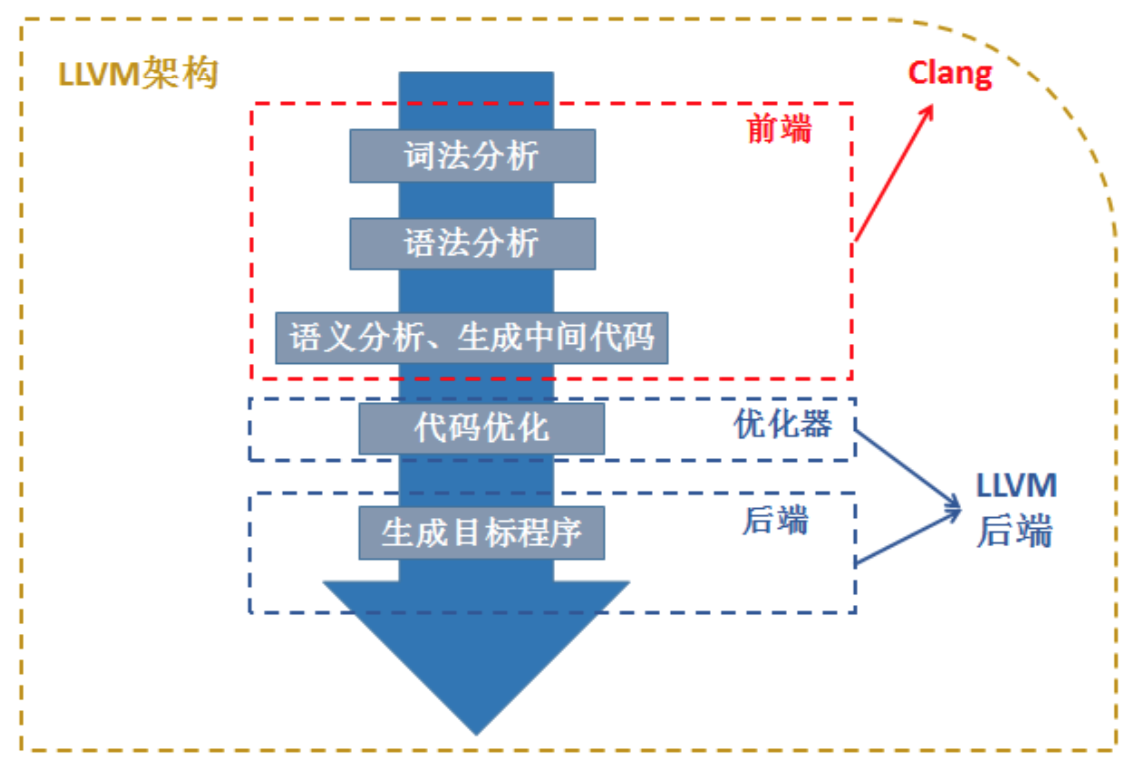 LLVM架构
Clang
前端
词法分析
语法分析
语义分析、生成中间代码
代码优化
优化器
生成目标程序
后端
LLVM
后端